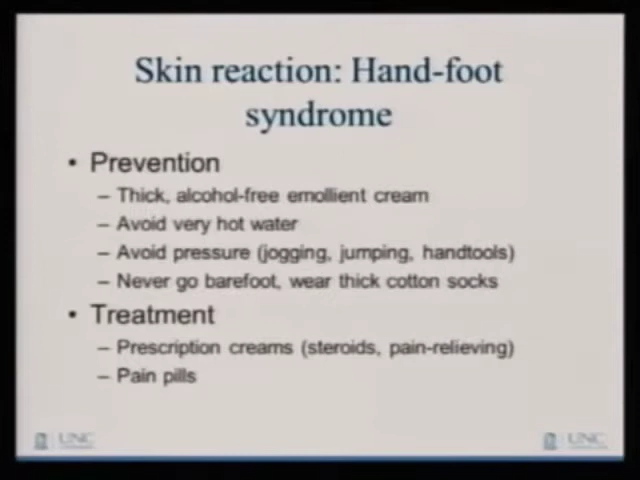 Skin reaction: Hand-foot
syndrome
• Prevention
– Thick, alcohol-free emollient cream
– Avoid very hot water
– Avoid pressure (jogging, jumping, handtools)
– Never go barefoot, wear thick cotton socks
• Treatment
– Prescription creams (steroids, pain-relieving)
– Pain pills
UNC
UNC